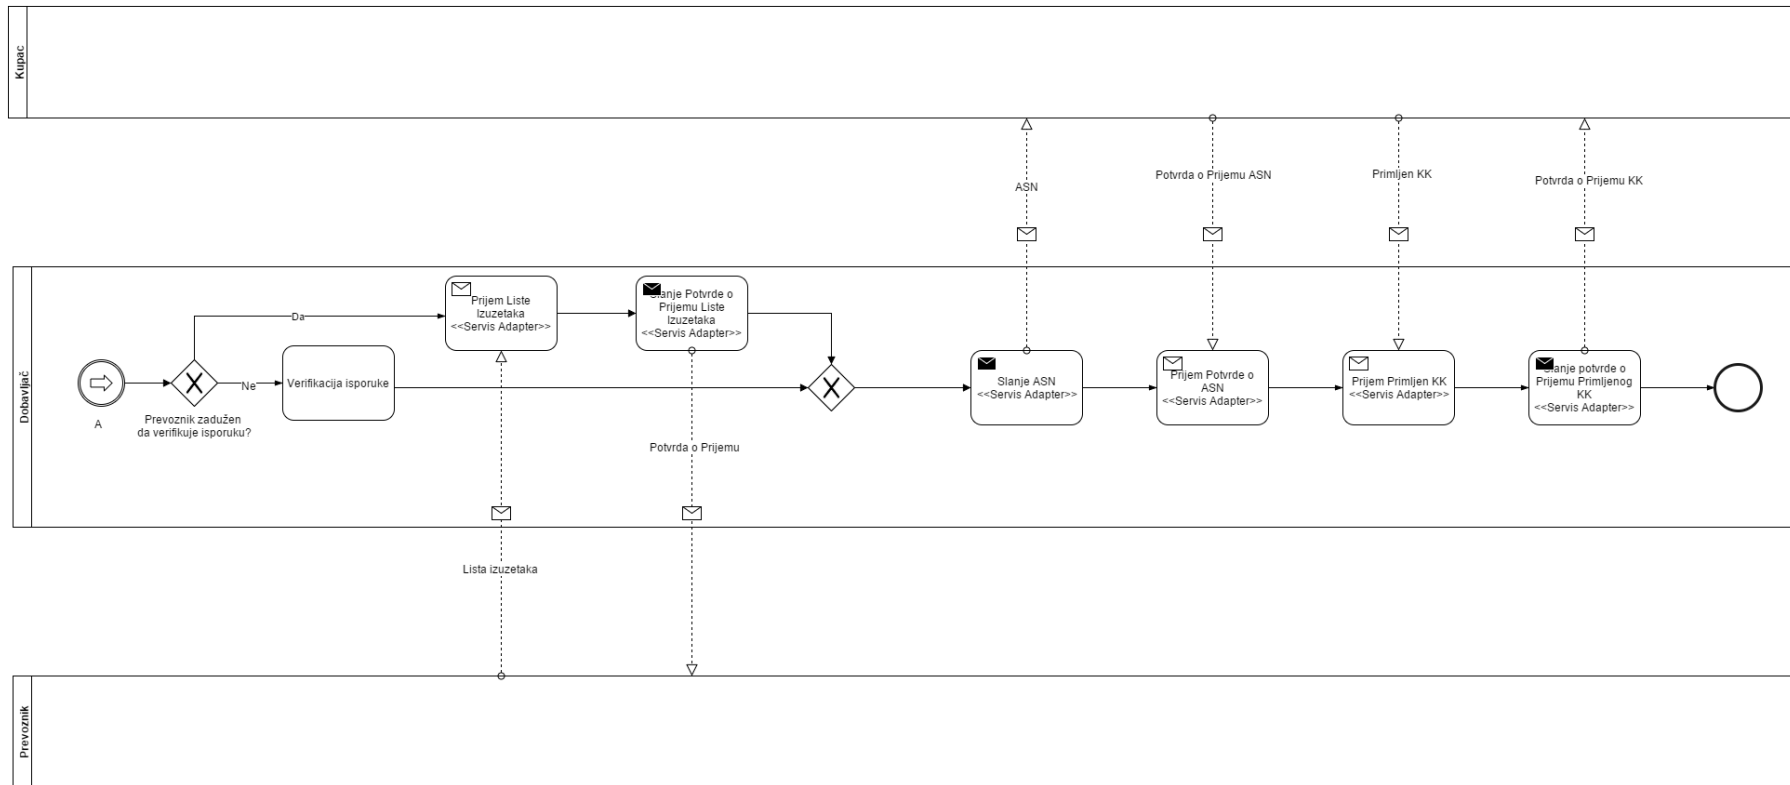 Kupac
ASN
Potvrda o Prijemu ASN
Primljen KK
Potvrda o Prijemu KK
Dobavljač
A
Prevoznik zadužen
da verifikuje isporuku?
Da
Ne
Verifikacija isporuke
Prijem Liste
Izuzetaka
<<Servis Adapter>>
Slanje Potvrde o
Prijemu Liste
Izuzetaka
<<Servis Adapter>>
Slanje ASN
<<Servis Adapter>>
Prijem Potvrde o
ASN
<<Servis Adapter>>
Prijem Primljen KK
<<Servis Adapter>>
Slanje potvrde o
Prijemu Primljenog
KK
<<Servis Adapter>>
Potvrda o Prijemu
Lista izuzetaka
Prevoznik